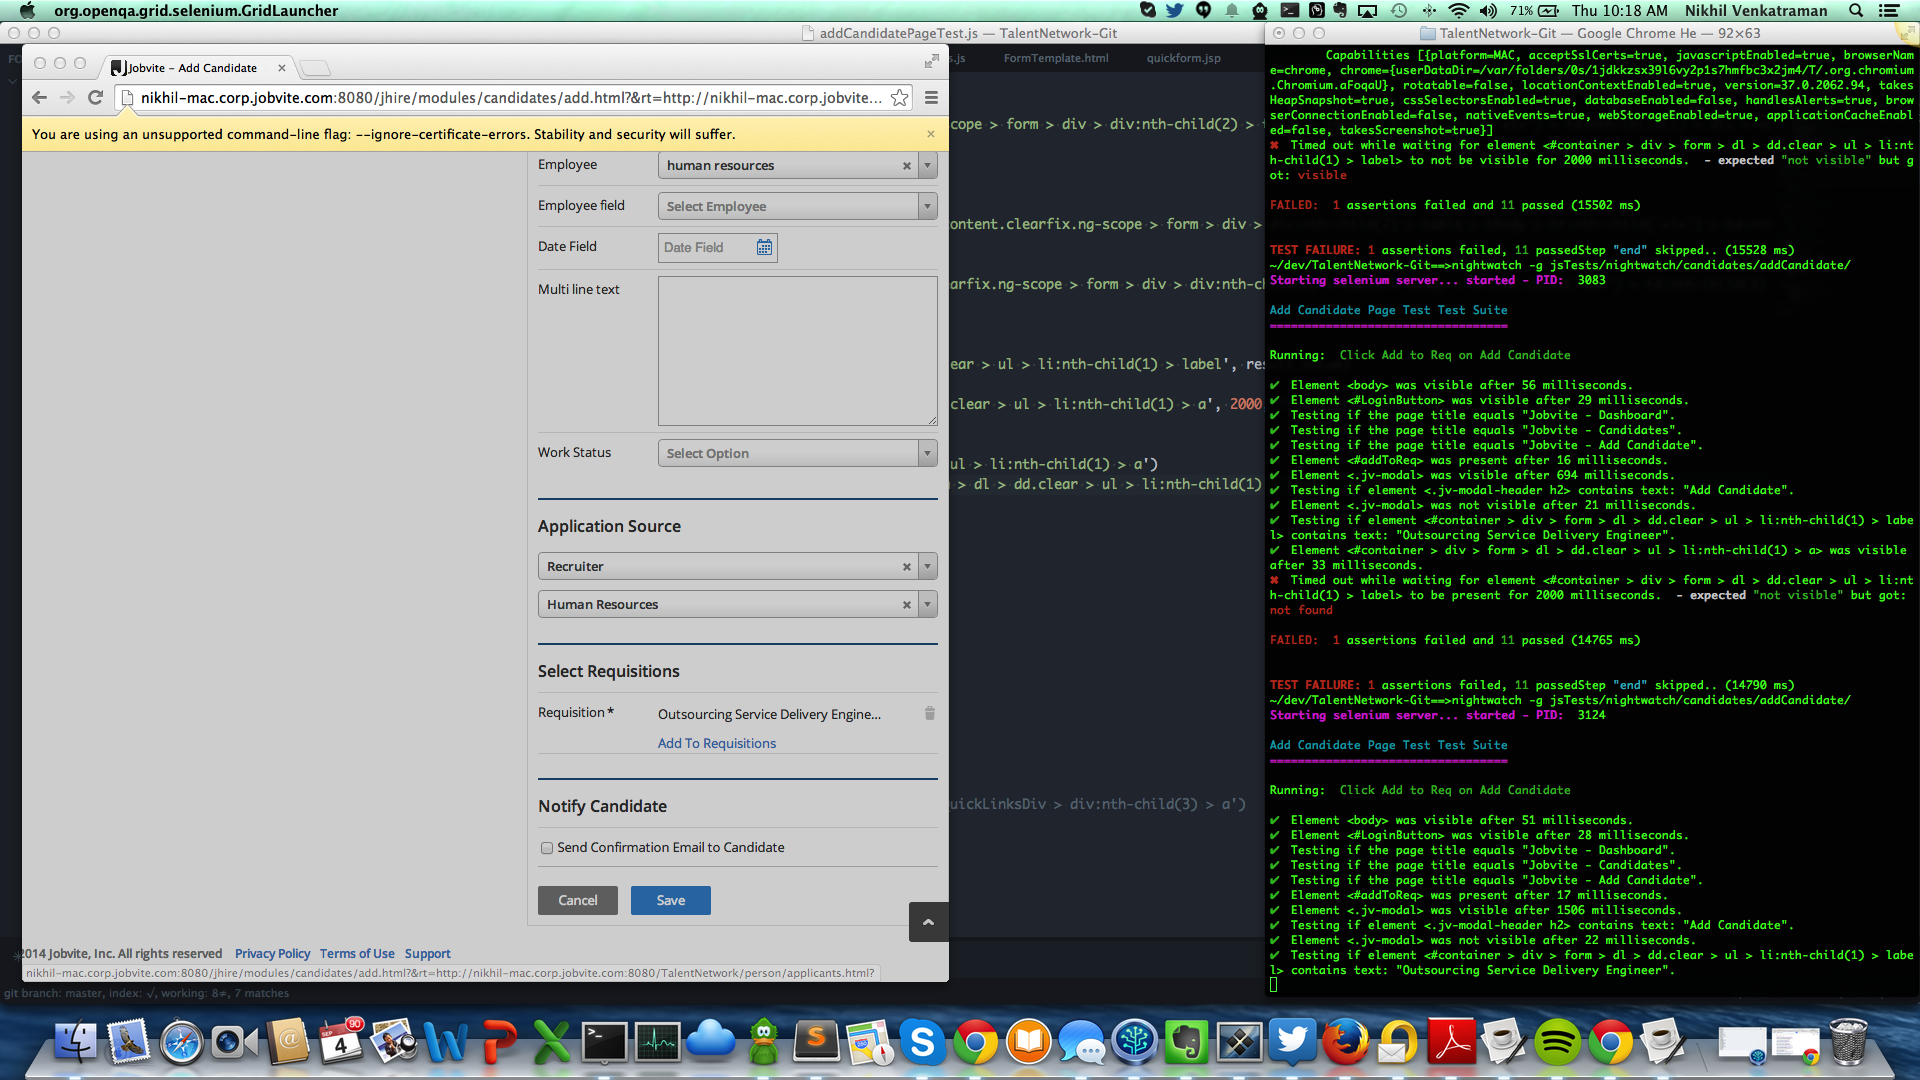 org.openqa.grid.selenium.GridLauncher
71%
Thu 10:18 AM
Nikhil Venkatraman
addCandidatePageTest.js — TalentNetwork-Git
s.js
FormTemplate.html
quickform.jsp
FO
Jobvite – Add Candidate
nikhil-mac.corp.jobvite.com:8080/jhire/modules/candidates/add.html?&rt=http://nikhil-mac.corp.jobvite...
You are using an unsupported command-line flag: --ignore-certificate-errors. Stability and security will suffer.
Employee
human resources
Employee field
Select Employee
Date Field
Date Field
Multi line text
Work Status
Select Option
Application Source
Recruiter
Human Resources
Select Requisitions
Requisition *
Outsourcing Service Delivery Engine...
Add To Requisitions
Notify Candidate
Send Confirmation Email to Candidate
Cancel
Save
2014 Jobvite, Inc. All rights reserved
Privacy Policy
Terms of Use
Support
nikhil-mac.corp.jobvite.com:8080/jhire/modules/candidates/add.html?&rt=http://nikhil-mac.corp.jobvite.com:8080/TalentNetwork/person/applicants.html?
git branch: master, index: √, working: 8≠, 7 matches
cope > form > div > div:nth-child(2) >
ontent.clearfix.ng-scope > form > div >
arfix.ng-scope > form > div > div:nth-c
ear > ul > li:nth-child(1) > label', res
clear > ul > li:nth-child(1) > a', 2000
ul > li:nth-child(1) > a')
> dl > dd.clear > ul > li:nth-child(1)
uickLinksDiv > div:nth-child(3) > a')
TalentNetwork-Git — Google Chrome He — 92×63
Capabilities [{platform=MAC, acceptSslCerts=true, javascriptEnabled=true, browserNam
e=chrome, chrome={userDataDir=/var/folders/0s/1jdkkzsx39l6vy2p1s7hmfbc3x2jm4/T/.org.chromium
.Chromium.aFoqaU}, rotatable=false, locationContextEnabled=true, version=37.0.2062.94, takes
HeapSnapshot=true, cssSelectorsEnabled=true, databaseEnabled=false, handlesAlerts=true, brow
serConnectionEnabled=false, nativeEvents=true, webStorageEnabled=true, applicationCacheEnabl
ed=false, takesScreenshot=true}]
✖ Timed out while waiting for element <#container > div > form > dl > dd.clear > ul > li:nt
h-child(1) > label> to not be visible for 2000 milliseconds.  - expected "not visible" but g
ot: visible
FAILED:  1 assertions failed and 11 passed (15502 ms)
TEST FAILURE: 1 assertions failed, 11 passedStep "end" skipped.. (15528 ms)
~/dev/TalentNetwork-Git==>nightwatch -g jsTests/nightwatch/candidates/addCandidate/
Starting selenium server... started - PID:  3083
Add Candidate Page Test Test Suite
==================================
Running:  Click Add to Req on Add Candidate
✔ Element <body> was visible after 56 milliseconds.
✔ Element <#LoginButton> was visible after 29 milliseconds.
✔ Testing if the page title equals "Jobvite - Dashboard".
✔ Testing if the page title equals "Jobvite - Candidates".
✔ Testing if the page title equals "Jobvite - Add Candidate".
✔ Element <#addToReq> was present after 16 milliseconds.
✔ Element <.jv-modal> was visible after 694 milliseconds.
✔ Testing if element <.jv-modal-header h2> contains text: "Add Candidate".
✔ Element <.jv-modal> was not visible after 21 milliseconds.
✔ Testing if element <#container > div > form > dl > dd.clear > ul > li:nth-child(1) > labe
l> contains text: "Outsourcing Service Delivery Engineer".
✔ Element <#container > div > form > dl > dd.clear > ul > li:nth-child(1) > a> was visible
after 33 milliseconds.
✖ Timed out while waiting for element <#container > div > form > dl > dd.clear > ul > li:nt
h-child(1) > label> to be present for 2000 milliseconds.  - expected "not visible" but got:
not found
FAILED:  1 assertions failed and 11 passed (14765 ms)
TEST FAILURE: 1 assertions failed, 11 passedStep "end" skipped.. (14790 ms)
~/dev/TalentNetwork-Git==>nightwatch -g jsTests/nightwatch/candidates/addCandidate/
Starting selenium server... started - PID:  3124
Add Candidate Page Test Test Suite
==================================
Running:  Click Add to Req on Add Candidate
✔ Element <body> was visible after 51 milliseconds.
✔ Element <#LoginButton> was visible after 28 milliseconds.
✔ Testing if the page title equals "Jobvite - Dashboard".
✔ Testing if the page title equals "Jobvite - Candidates".
✔ Testing if the page title equals "Jobvite - Add Candidate".
✔ Element <#addToReq> was present after 17 milliseconds.
✔ Element <.jv-modal> was visible after 1506 milliseconds.
✔ Testing if element <.jv-modal-header h2> contains text: "Add Candidate".
✔ Element <.jv-modal> was not visible after 22 milliseconds.
✔ Testing if element <#container > div > form > dl > dd.clear > ul > li:nth-child(1) > labe
l> contains text: "Outsourcing Service Delivery Engineer".
SEP
4
90